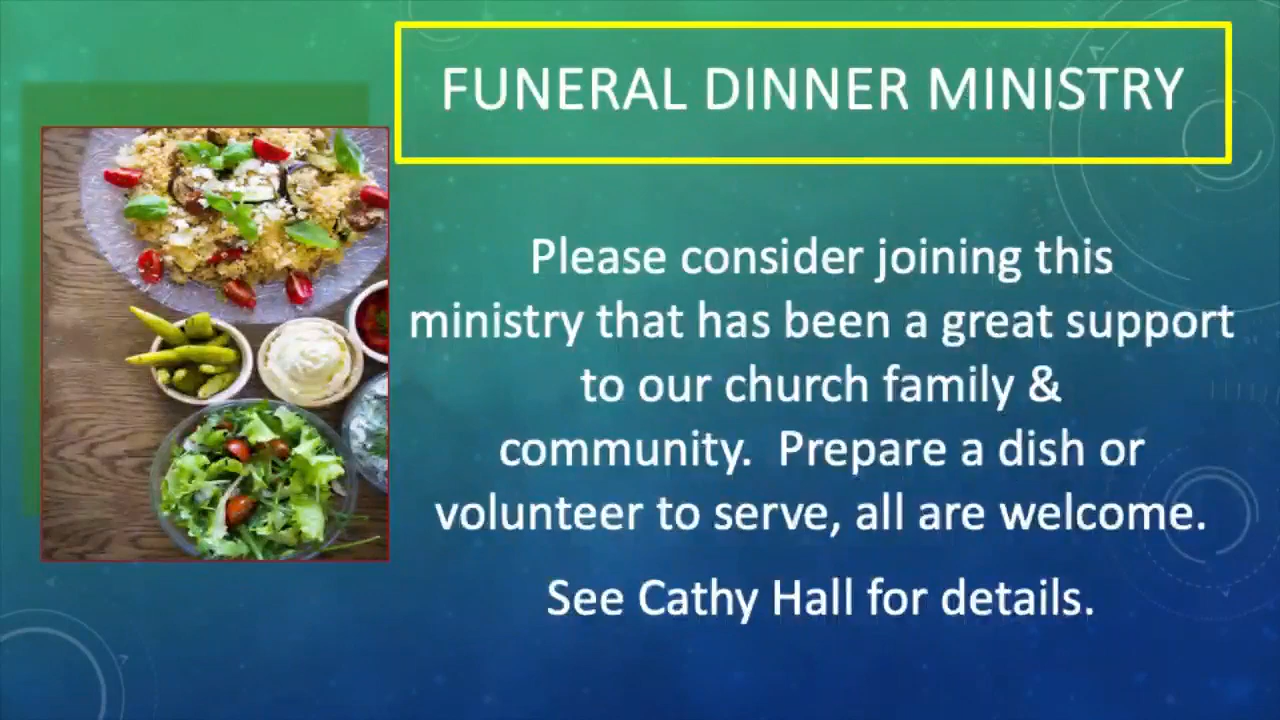 FUNERAL DINNER MINISTRY
Please consider joining this
ministry that has been a great support
to our church family &
community.  Prepare a dish or
volunteer to serve, all are welcome.
See Cathy Hall for details.